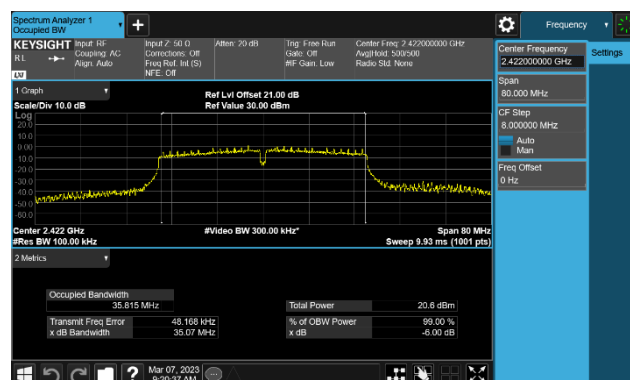 Spectrum Analyzer 1
Occupied BW
Frequency
KEYSIGHT
RL
LXI
Input: RF
Coupling: AC
Align: Auto
Input Z: 50 Ω
Corrections: Off
Freq Ref: Int (S)
NFE: Off
Atten: 20 dB
Trig: Free Run
Gate: Off
#IF Gain: Low
Center Freq: 2.422000000 GHz
Avg|Hold: 500/500
Radio Std: None
Center Frequency
2.422000000 GHz
Settings
Span
80.000 MHz
CF Step
8.000000 MHz
Auto
Man
Freq Offset
0 Hz
1 Graph
Scale/Div 10.0 dB
Ref Lvl Offset 21.00 dB
Ref Value 30.00 dBm
Log
20.0
10.0
0.00
-10.0
-20.0
-30.0
-40.0
-50.0
-60.0
Center 2.422 GHz
#Res BW 100.00 kHz
#Video BW 300.00 kHz*
Span 80 MHz
Sweep 9.93 ms (1001 pts)
2 Metrics
Occupied Bandwidth
35.815 MHz
Total Power 20.6 dBm
Transmit Freq Error 48.168 kHz
% of OBW Power 99.00 %
x dB Bandwidth 35.07 MHz
x dB -6.00 dB
Mar 07, 2023
9:20:37 AM